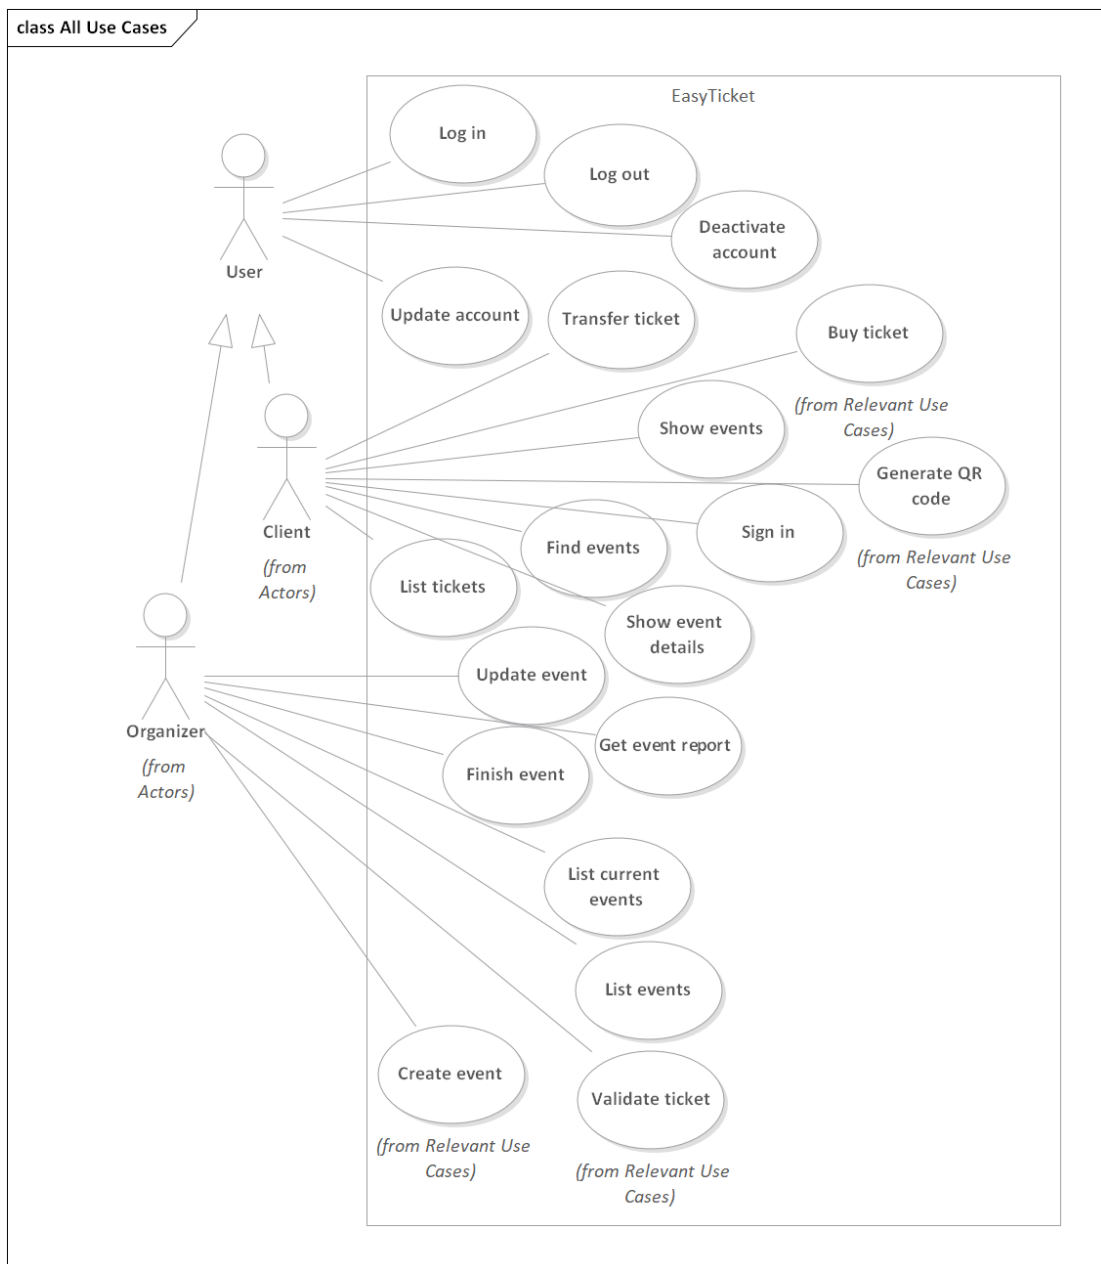 class All Use Cases
EasyTicket
Log in
Log out
Deactivate
account
User
Update account
Transfer ticket
Buy ticket
(from Relevant Use
Cases)
Show events
Generate QR
code
(from Relevant Use
Cases)
Client
(from
Actors)
Sign in
Find events
List tickets
Show event
details
Update event
Organizer
(from
Actors)
Get event report
Finish event
List current
events
List events
Create event
(from Relevant Use
Cases)
Validate ticket
(from Relevant Use
Cases)